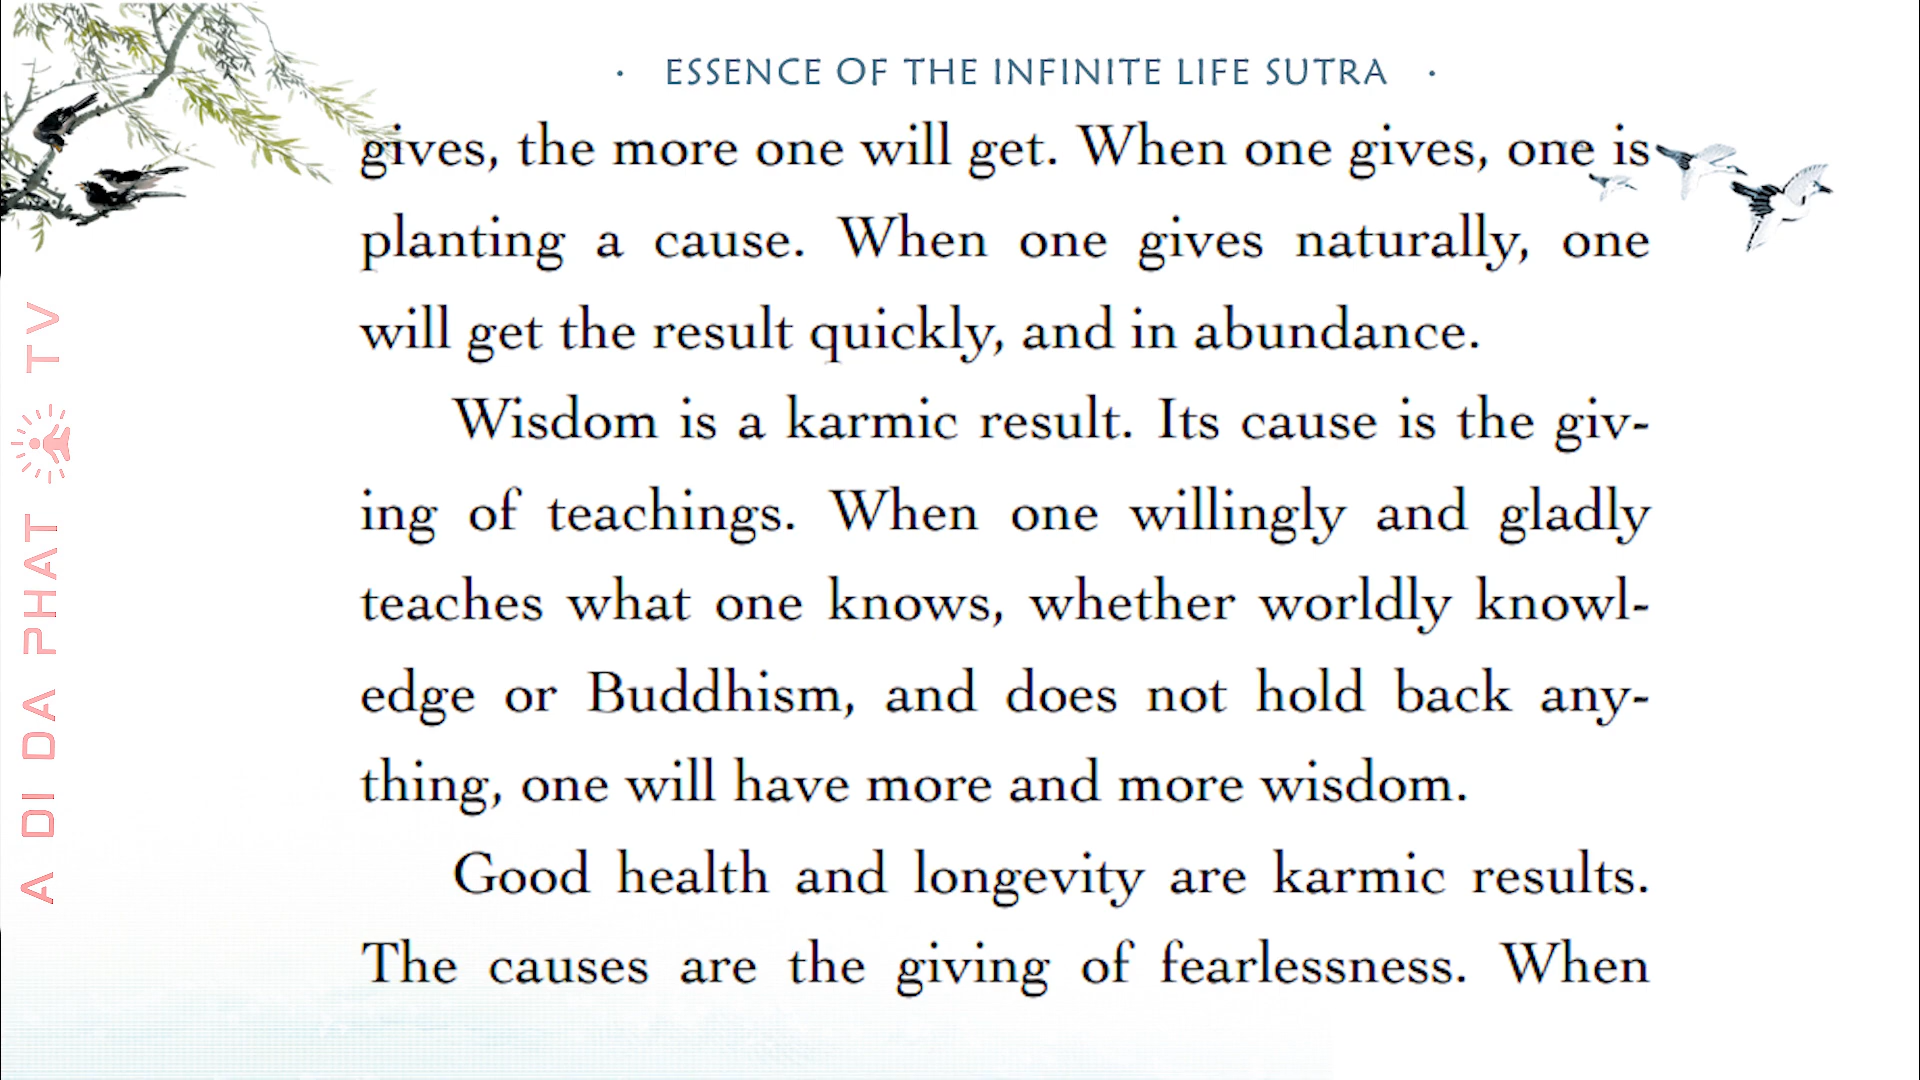 · ESSENCE OF THE INFINITE LIFE SUTRA ·
gives, the more one will get. When one gives, one is
planting a cause. When one gives naturally, one
will get the result quickly, and in abundance.
Wisdom is a karmic result. Its cause is the giv-
ing of teachings. When one willingly and gladly
teaches what one knows, whether worldly knowl-
edge or Buddhism, and does not hold back any-
thing, one will have more and more wisdom.
Good health and longevity are karmic results.
The causes are the giving of fearlessness. When
A DI DA PHAT TV